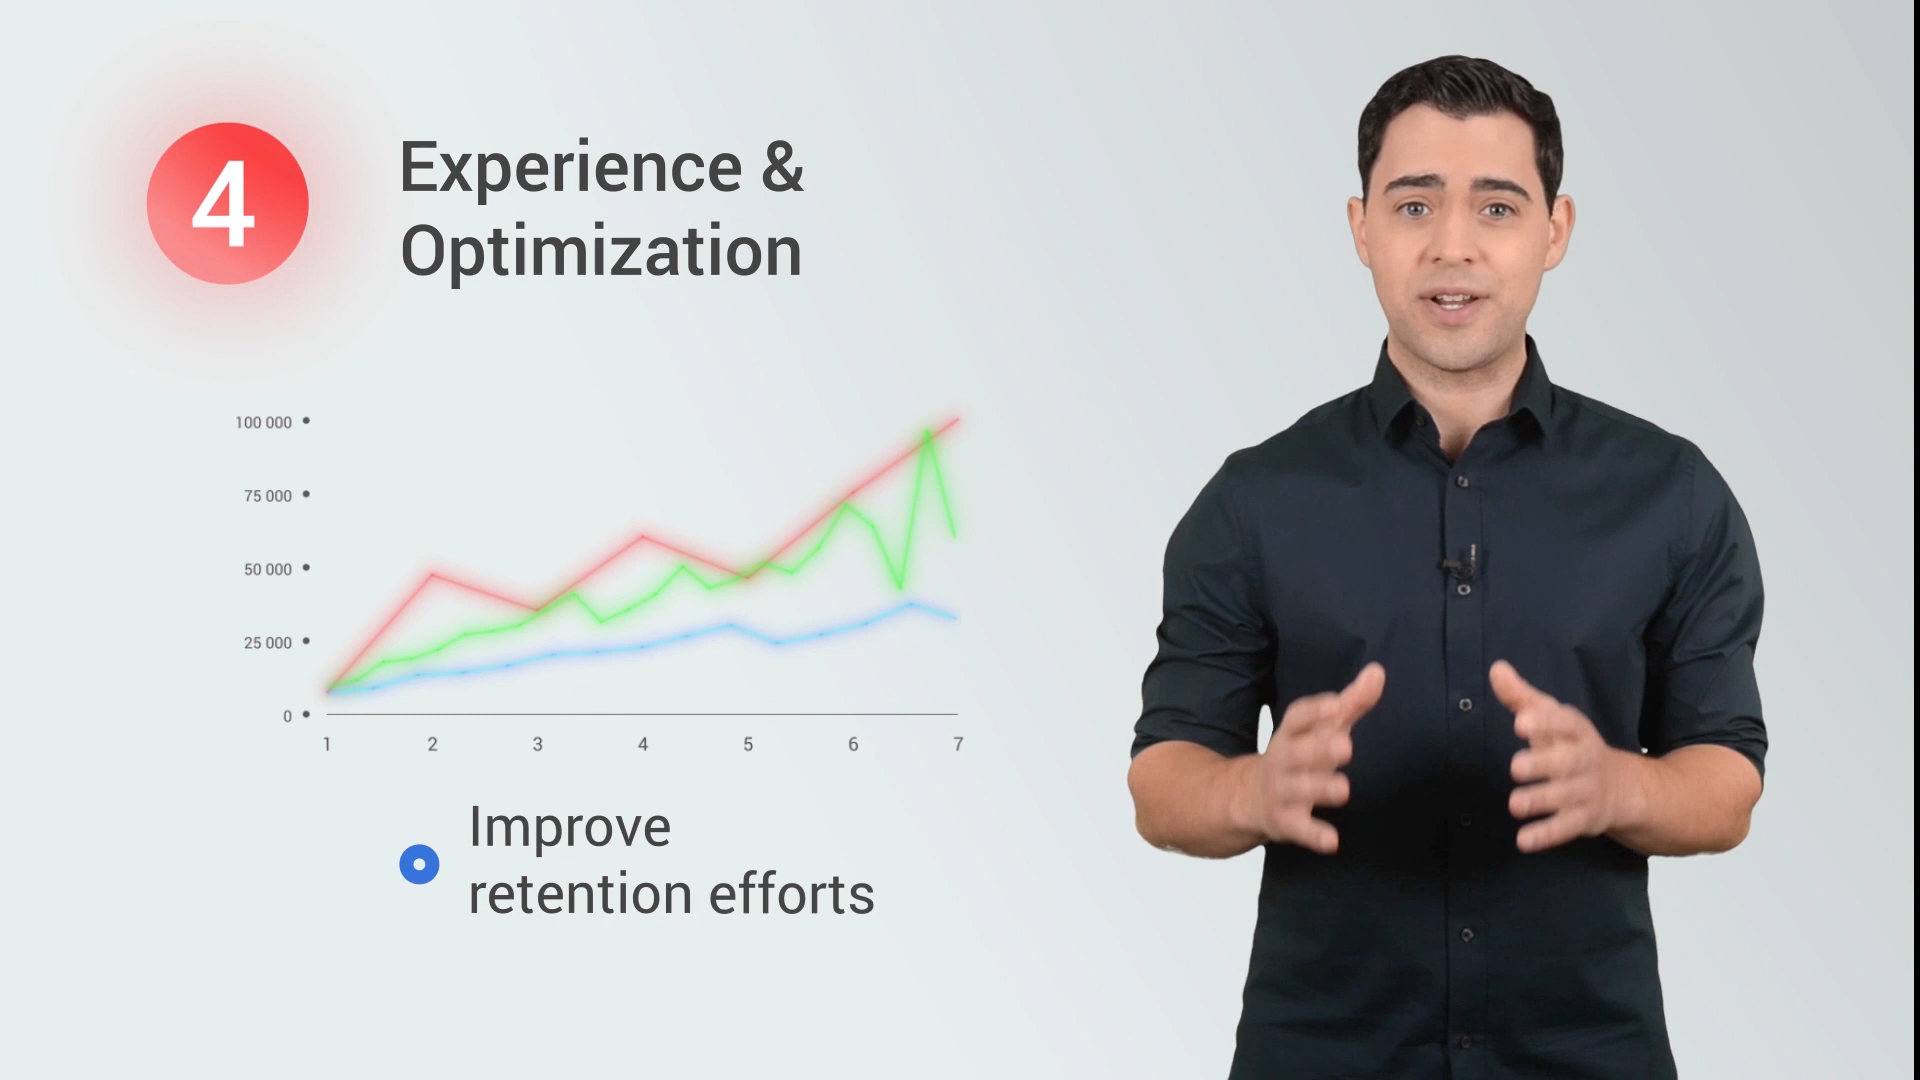 4
Experience &
Optimization
100 000
75 000
50 000
25 000
0
1 2 3 4 5 6 7
Improve
retention efforts